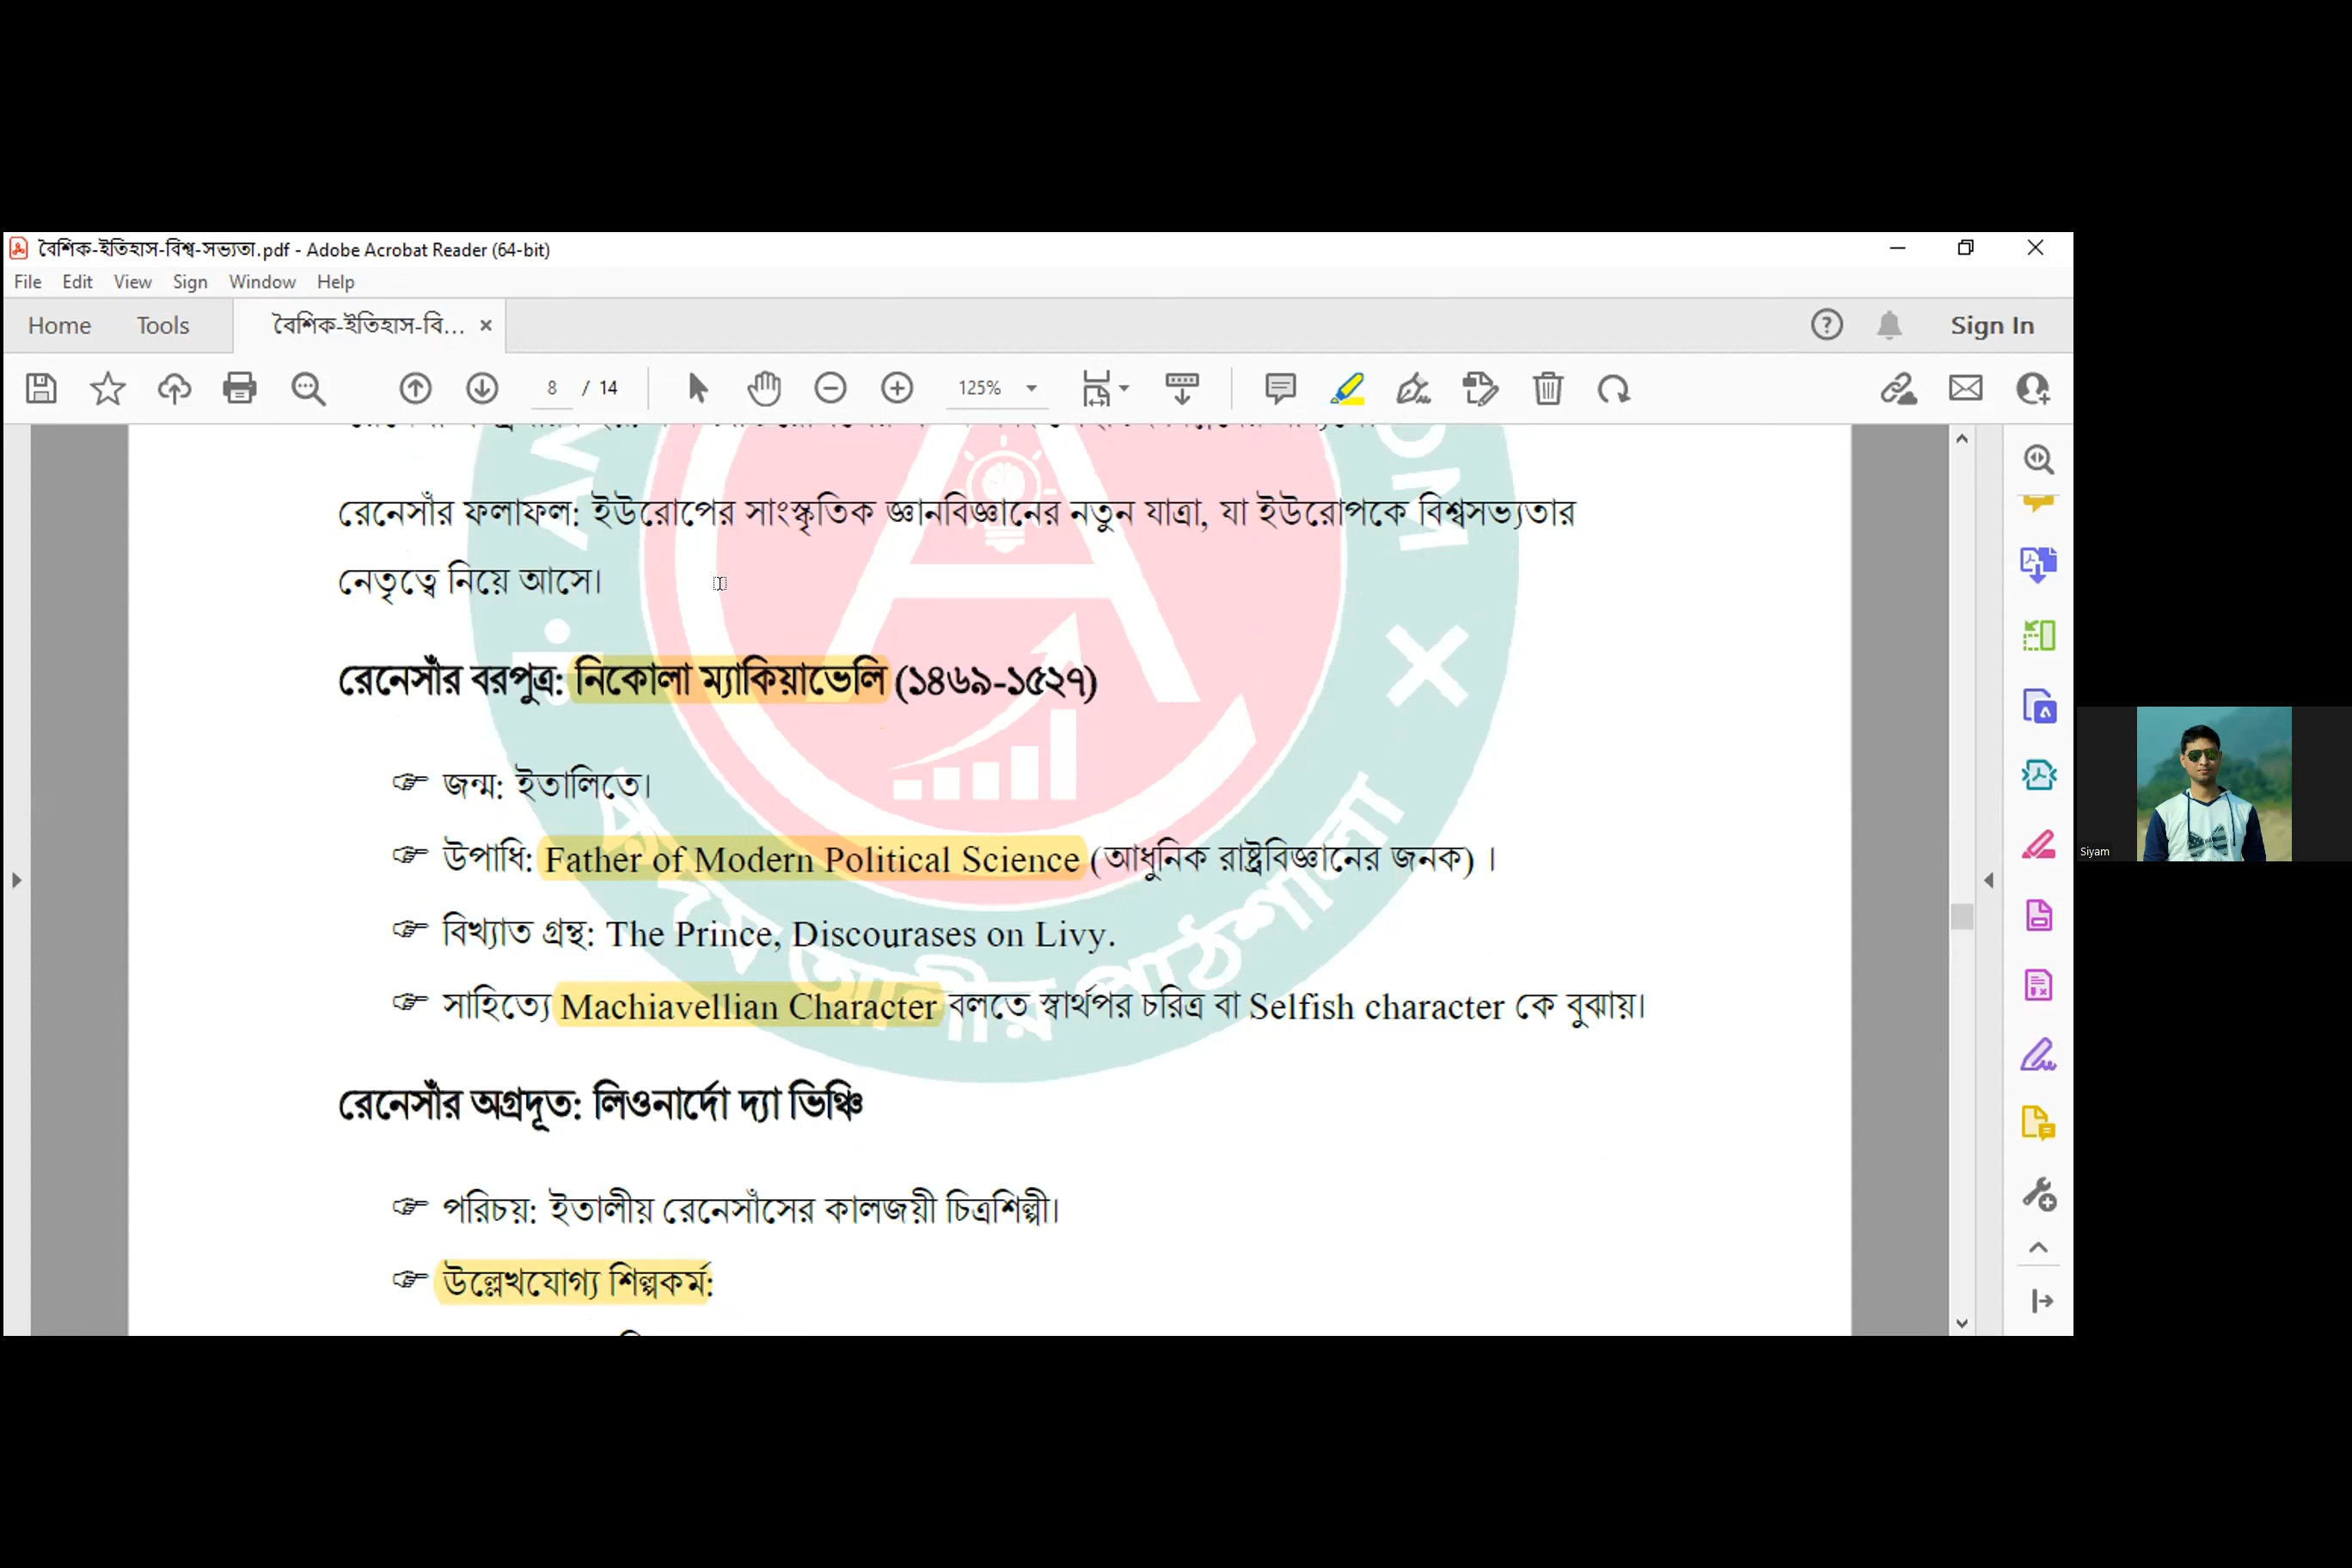 বৈশিক-ইতিহাস-বিশ্ব-সভ্যতা.pdf - Adobe Acrobat Reader (64-bit)
File Edit View Sign Window Help
Home Tools বৈশিক-ইতিহাস-বি... × Sign In
8 / 14 125%
রেনেসাঁর ফলাফল: ইউরোপের সাংস্কৃতিক জ্ঞানবিজ্ঞানের নতুন যাত্রা, যা ইউরোপকে বিশ্বসভ্যতার
নেতৃত্বে নিয়ে আসে।
রেনেসাঁর বরপুত্র: নিকোলা ম্যাকিয়াভেলি (১৪৬৯-১৫২৭)
☞ জন্ম: ইতালিতে।
☞ উপাধি: Father of Modern Political Science (আধুনিক রাষ্ট্রবিজ্ঞানের জনক) ।
☞ বিখ্যাত গ্রন্থ: The Prince, Discourases on Livy.
☞ সাহিত্যে Machiavellian Character বলতে স্বার্থপর চরিত্র বা Selfish character কে বুঝায়।
রেনেসাঁর অগ্রদূত: লিওনার্দো দ্যা ভিঞ্চি
☞ পরিচয়: ইতালীয় রেনেসাঁসের কালজয়ী চিত্রশিল্পী।
☞ উল্লেখযোগ্য শিল্পকর্ম:
Siyam